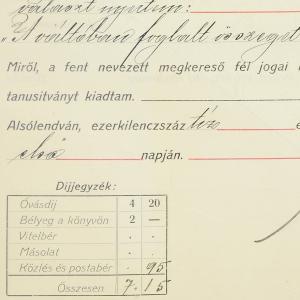 választ nyertem:
"A váltóban foglalt összeget
Miről, a fent nevezett megkereső fél jogai
tanusitványt kiadtam.
Alsólendván, ezerkilenczszáz tíz é
első napján.
Díjjegyzék:
Óvásdíj 4 20
Bélyeg a könyvön 2 —
Vitelbér . .
Másolat . .
Közlés és postabér . 95
Összesen 7. 15